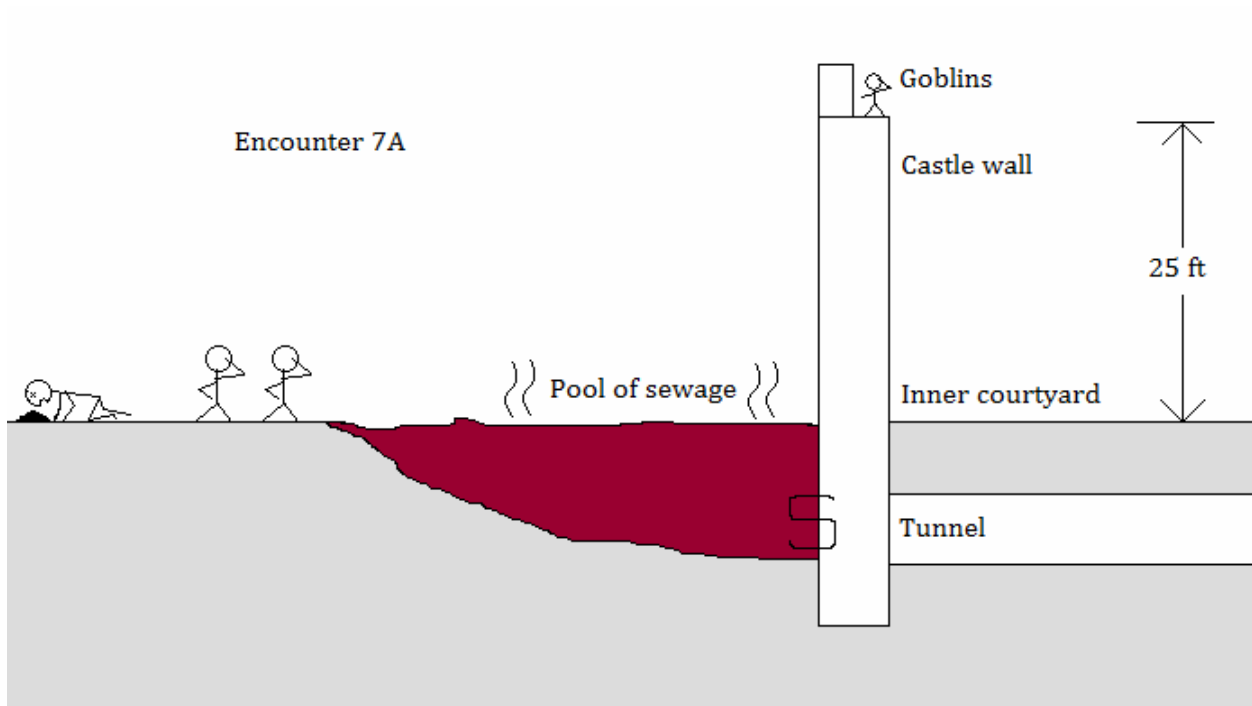 Goblins
Encounter 7A
Castle wall
25 ft
Pool of sewage
Inner courtyard
Tunnel